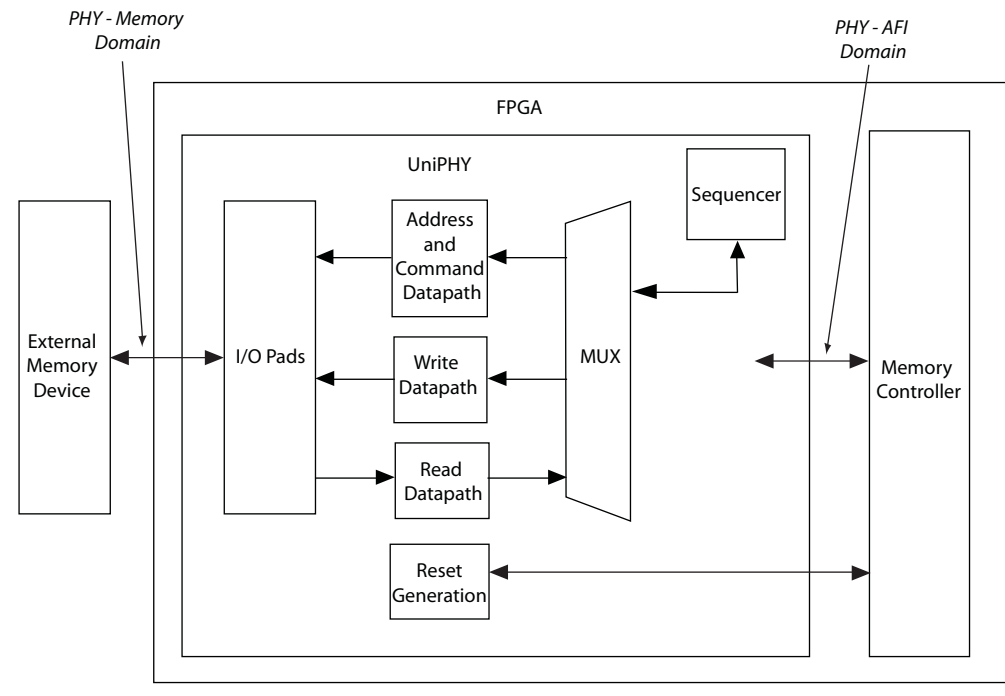 PHY - Memory
Domain
PHY - AFI
Domain
FPGA
UniPHY
Sequencer
Address
and
Command
Datapath
External
Memory
Device
I/O Pads
Write
Datapath
MUX
Memory
Controller
Read
Datapath
Reset
Generation